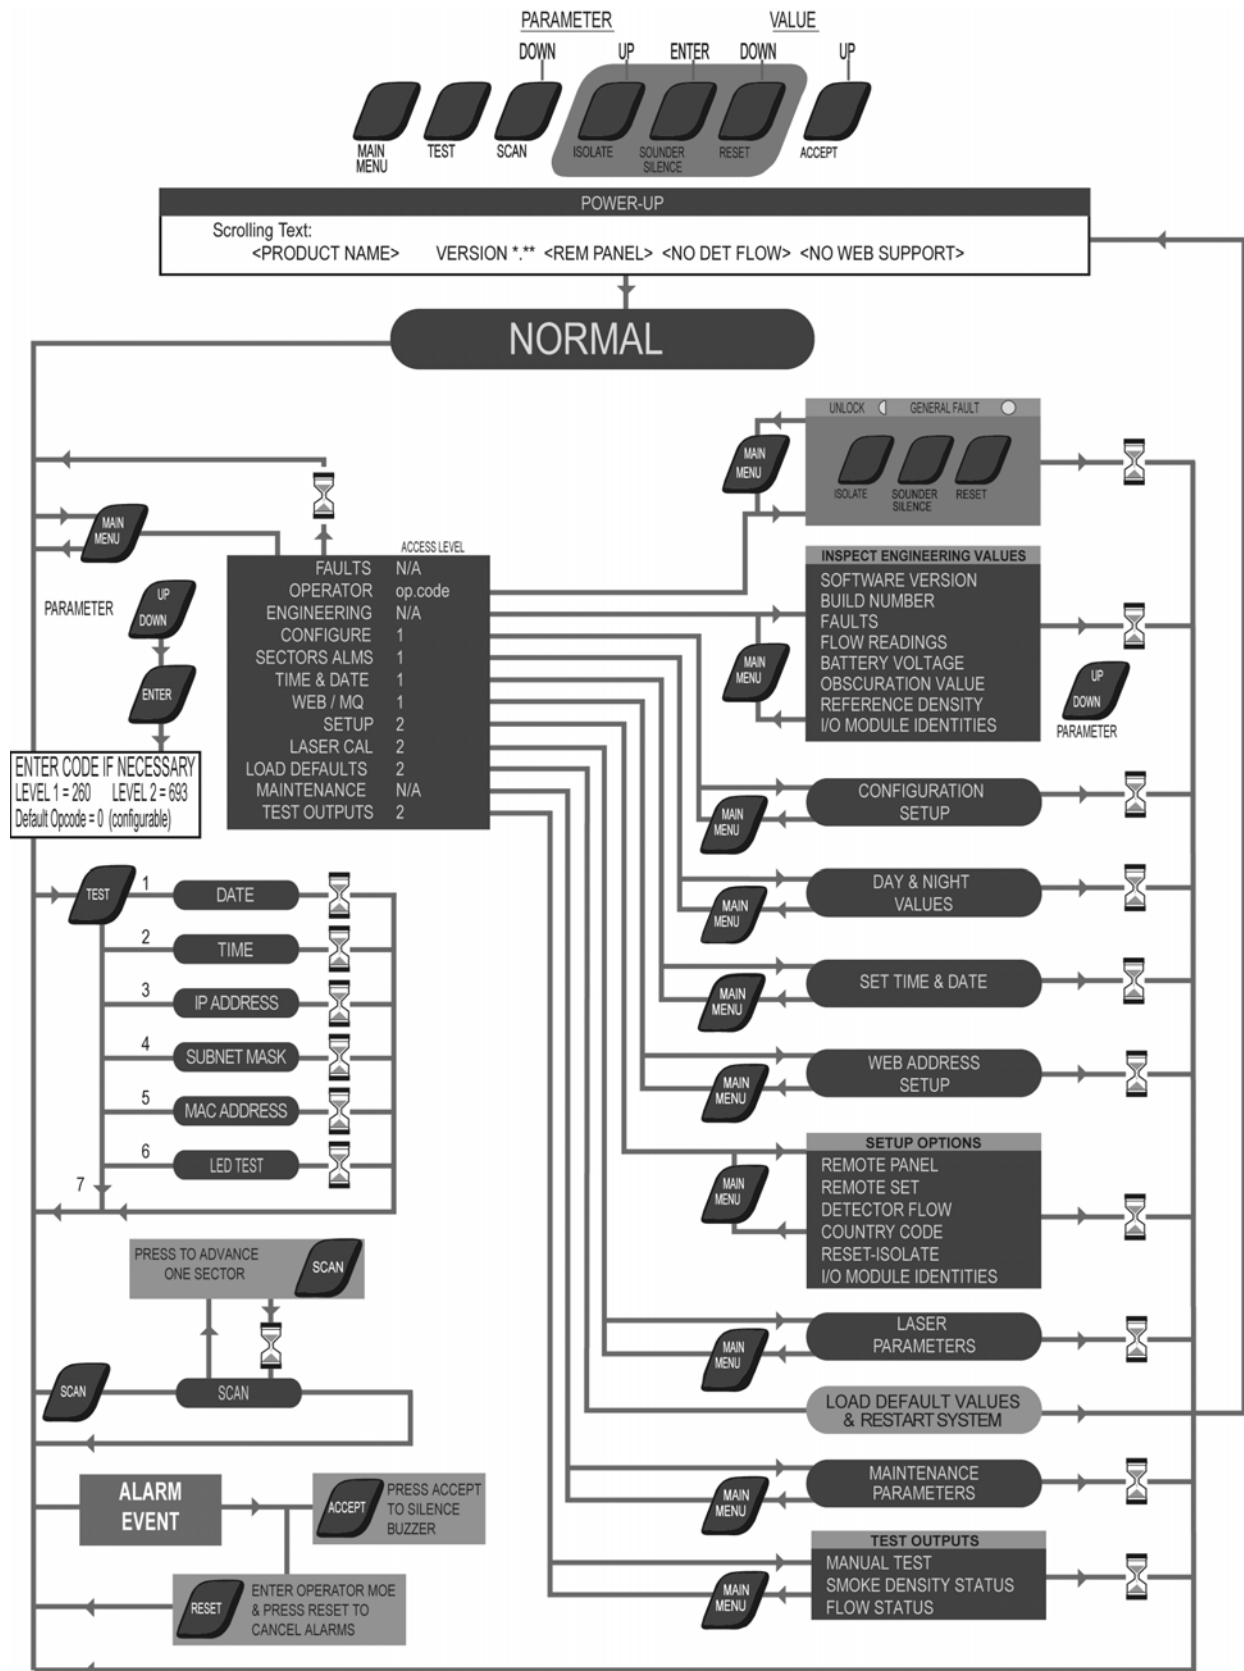 PARAMETER VALUE
DOWN UP ENTER DOWN UP
MAIN MENU TEST SCAN ISOLATE SOUNDER SILENCE RESET ACCEPT
POWER-UP
Scrolling Text:
<PRODUCT NAME> VERSION *.** <REM PANEL> <NO DET FLOW> <NO WEB SUPPORT>
NORMAL
MAIN
MENU
PARAMETER
UP
DOWN
ENTER
ENTER CODE IF NECESSARY
LEVEL 1 = 260 LEVEL 2 = 693
Default Opcode = 0 (configurable)
ACCESS LEVEL
FAULTS N/A
OPERATOR op.code
ENGINEERING N/A
CONFIGURE 1
SECTORS ALMS 1
TIME & DATE 1
WEB / MQ 1
SETUP 2
LASER CAL 2
LOAD DEFAULTS 2
MAINTENANCE N/A
TEST OUTPUTS 2
UNLOCK GENERAL FAULT
ISOLATE SOUNDER SILENCE RESET
MAIN
MENU
INSPECT ENGINEERING VALUES
SOFTWARE VERSION
BUILD NUMBER
FAULTS
FLOW READINGS
BATTERY VOLTAGE
OBSCURATION VALUE
REFERENCE DENSITY
I/O MODULE IDENTITIES
MAIN
MENU
UP
DOWN
PARAMETER
CONFIGURATION
SETUP
MAIN
MENU
DAY & NIGHT
VALUES
MAIN
MENU
SET TIME & DATE
MAIN
MENU
WEB ADDRESS
SETUP
MAIN
MENU
SETUP OPTIONS
REMOTE PANEL
REMOTE SET
DETECTOR FLOW
COUNTRY CODE
RESET-ISOLATE
I/O MODULE IDENTITIES
MAIN
MENU
LASER
PARAMETERS
MAIN
MENU
LOAD DEFAULT VALUES
& RESTART SYSTEM
MAINTENANCE
PARAMETERS
MAIN
MENU
TEST OUTPUTS
MANUAL TEST
SMOKE DENSITY STATUS
FLOW STATUS
MAIN
MENU
TEST
1 DATE
2 TIME
3 IP ADDRESS
4 SUBNET MASK
5 MAC ADDRESS
6 LED TEST
7
PRESS TO ADVANCE
ONE SECTOR
SCAN
SCAN
SCAN
ALARM
EVENT
ACCEPT
PRESS ACCEPT
TO SILENCE
BUZZER
RESET
ENTER OPERATOR MOE
& PRESS RESET TO
CANCEL ALARMS